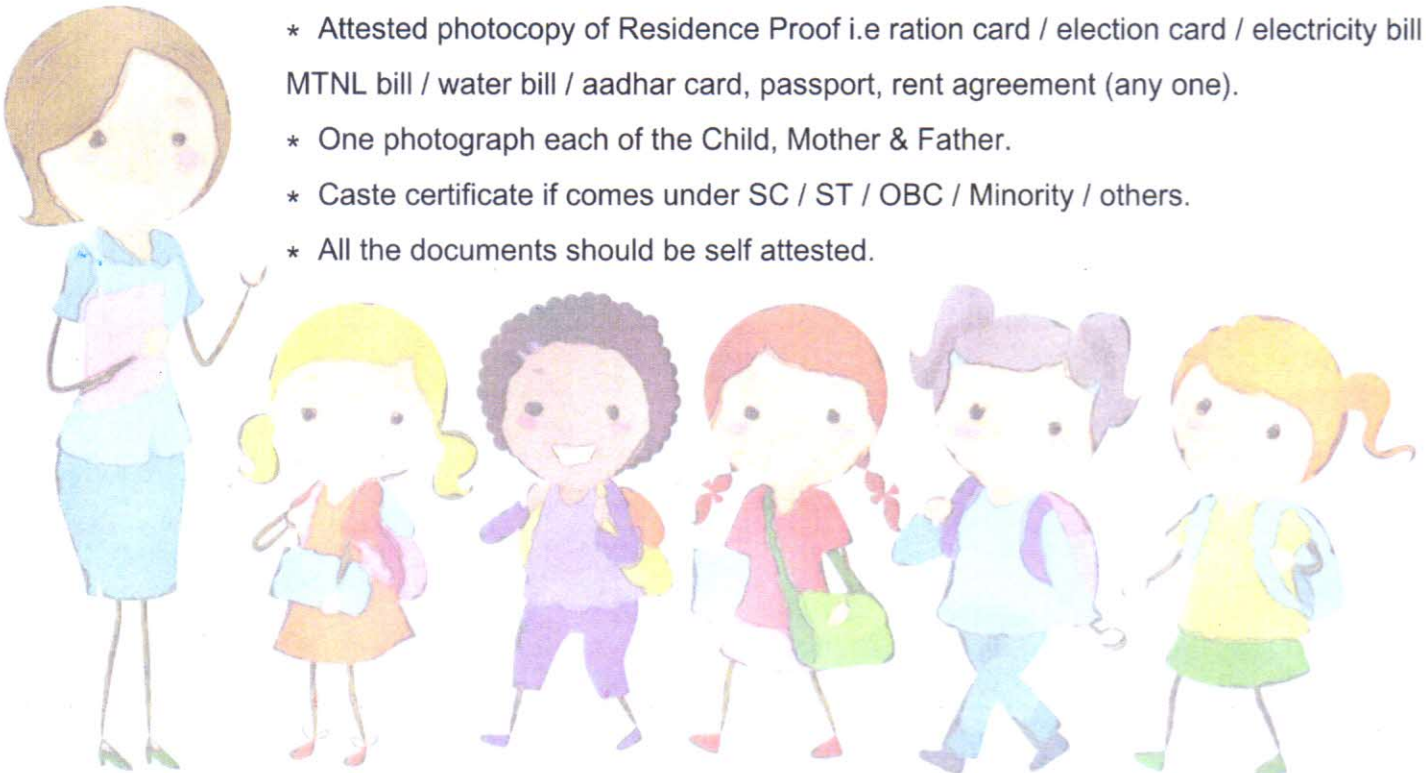 * Attested photocopy of Residence Proof i.e ration card / election card / electricity bill
MTNL bill / water bill / aadhar card, passport, rent agreement (any one).
* One photograph each of the Child, Mother & Father.
* Caste certificate if comes under SC / ST / OBC / Minority / others.
* All the documents should be self attested.